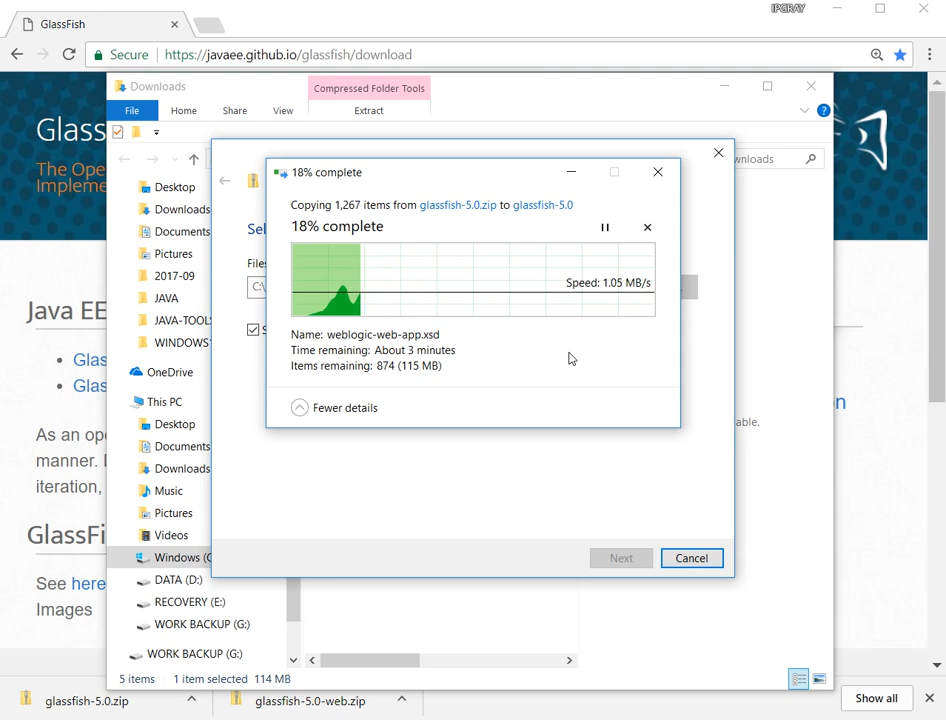 IPGRAY
GlassFish
Secure
https://javaee.github.io/glassfish/download
Downloads
Compressed Folder Tools
File
Home
Share
View
Extract
Glass
The Ope
Impleme
wnloads
Desktop
Downloads
Documents
Pictures
2017-09
JAVA
JAVA-TOOL
WINDOWS
OneDrive
This PC
Desktop
Documents
Downloads
Music
Pictures
Videos
Windows (C
DATA (D:)
RECOVERY (E:)
WORK BACKUP (G:)
WORK BACKUP (G:)
Sel
Files
C:\
S
able.
18% complete
Copying 1,267 items from glassfish-5.0.zip to glassfish-5.0
18% complete
Speed: 1.05 MB/s
Name: weblogic-web-app.xsd
Time remaining: About 3 minutes
Items remaining: 874 (115 MB)
Fewer details
Next
Cancel
Java EE
Glas
Glas
on
As an ope
manner. I
iteration,
GlassFi
See here
Images
5 items
1 item selected 114 MB
glassfish-5.0.zip
glassfish-5.0-web.zip
Show all